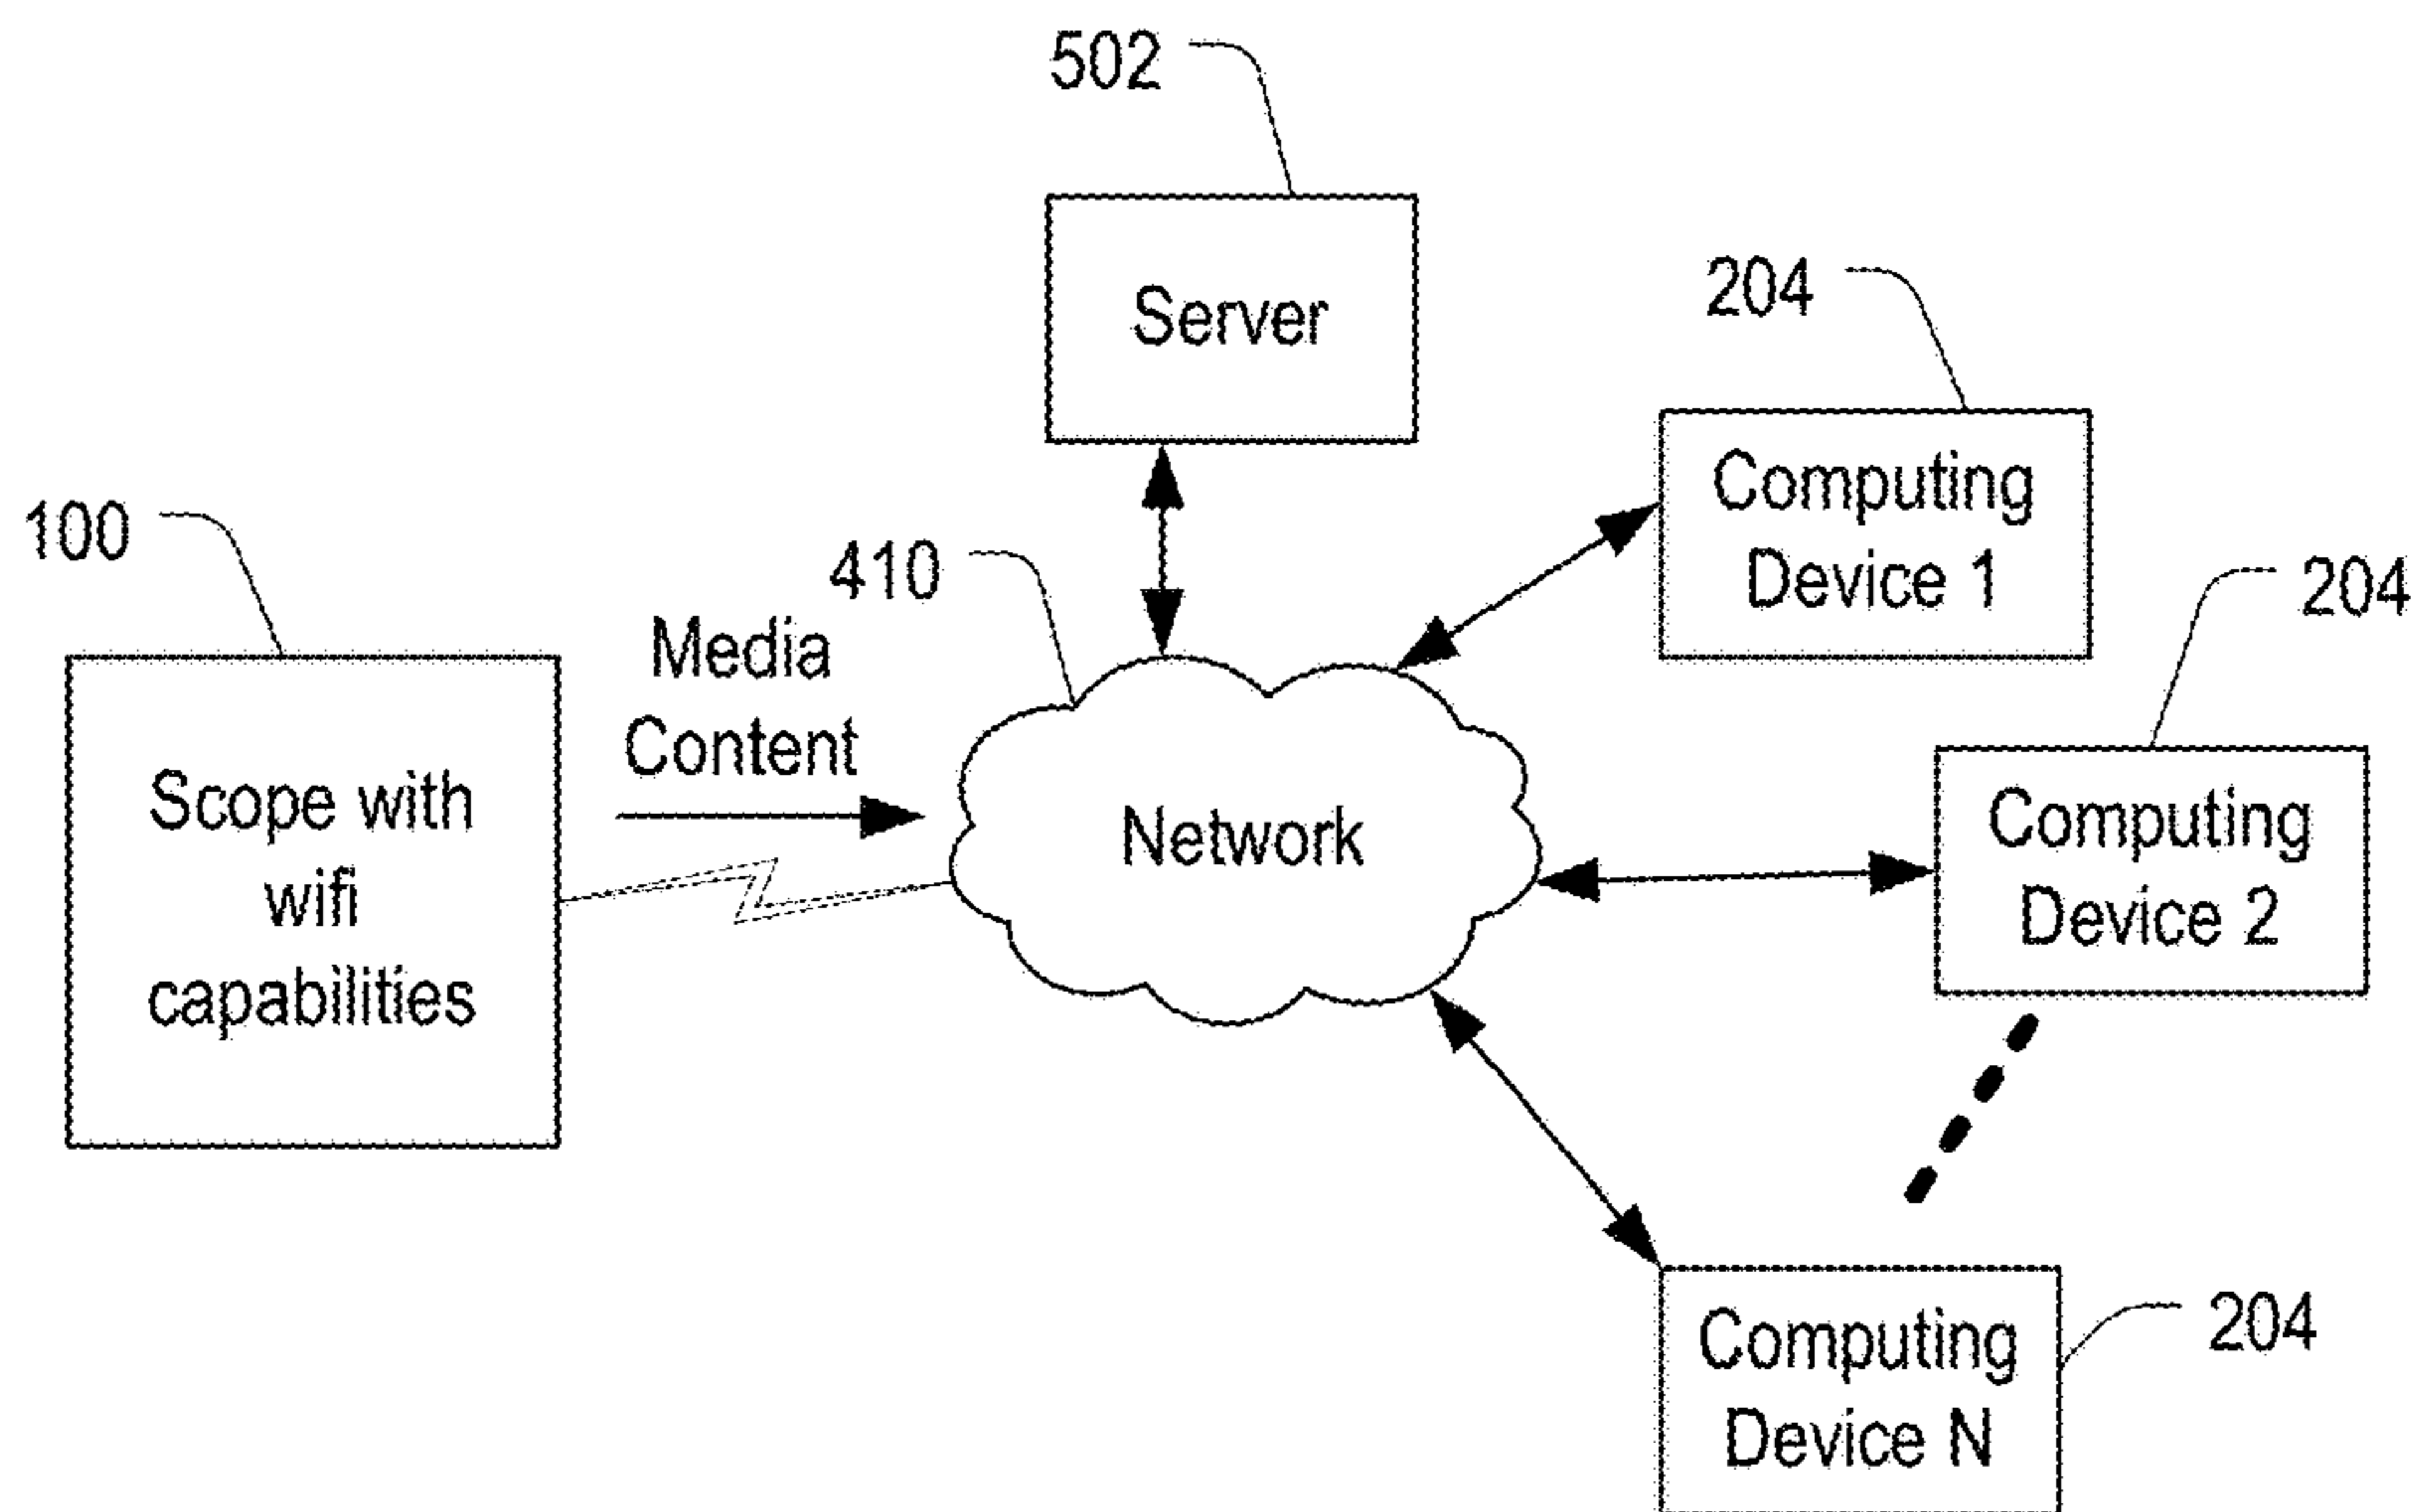 502
Server
204
Computing
Device 1
100
410
204
Media
Content
Scope with
wifi
capabilities
Network
Computing
Device 2
Computing
Device N
204